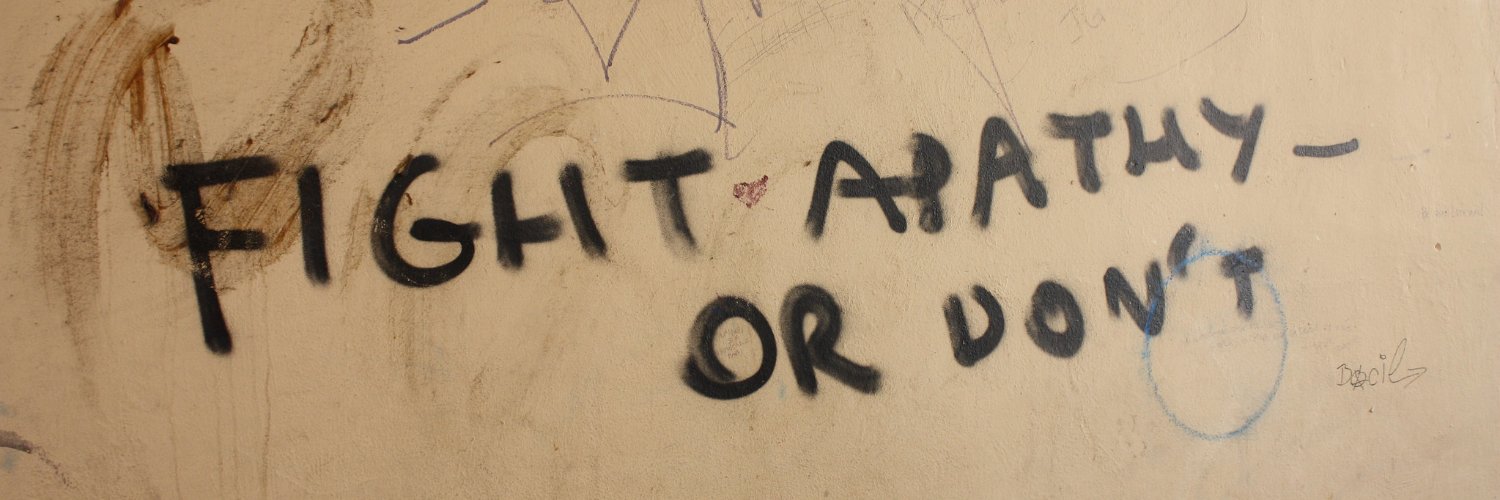 FIGHT APATHY-
OR DON'T